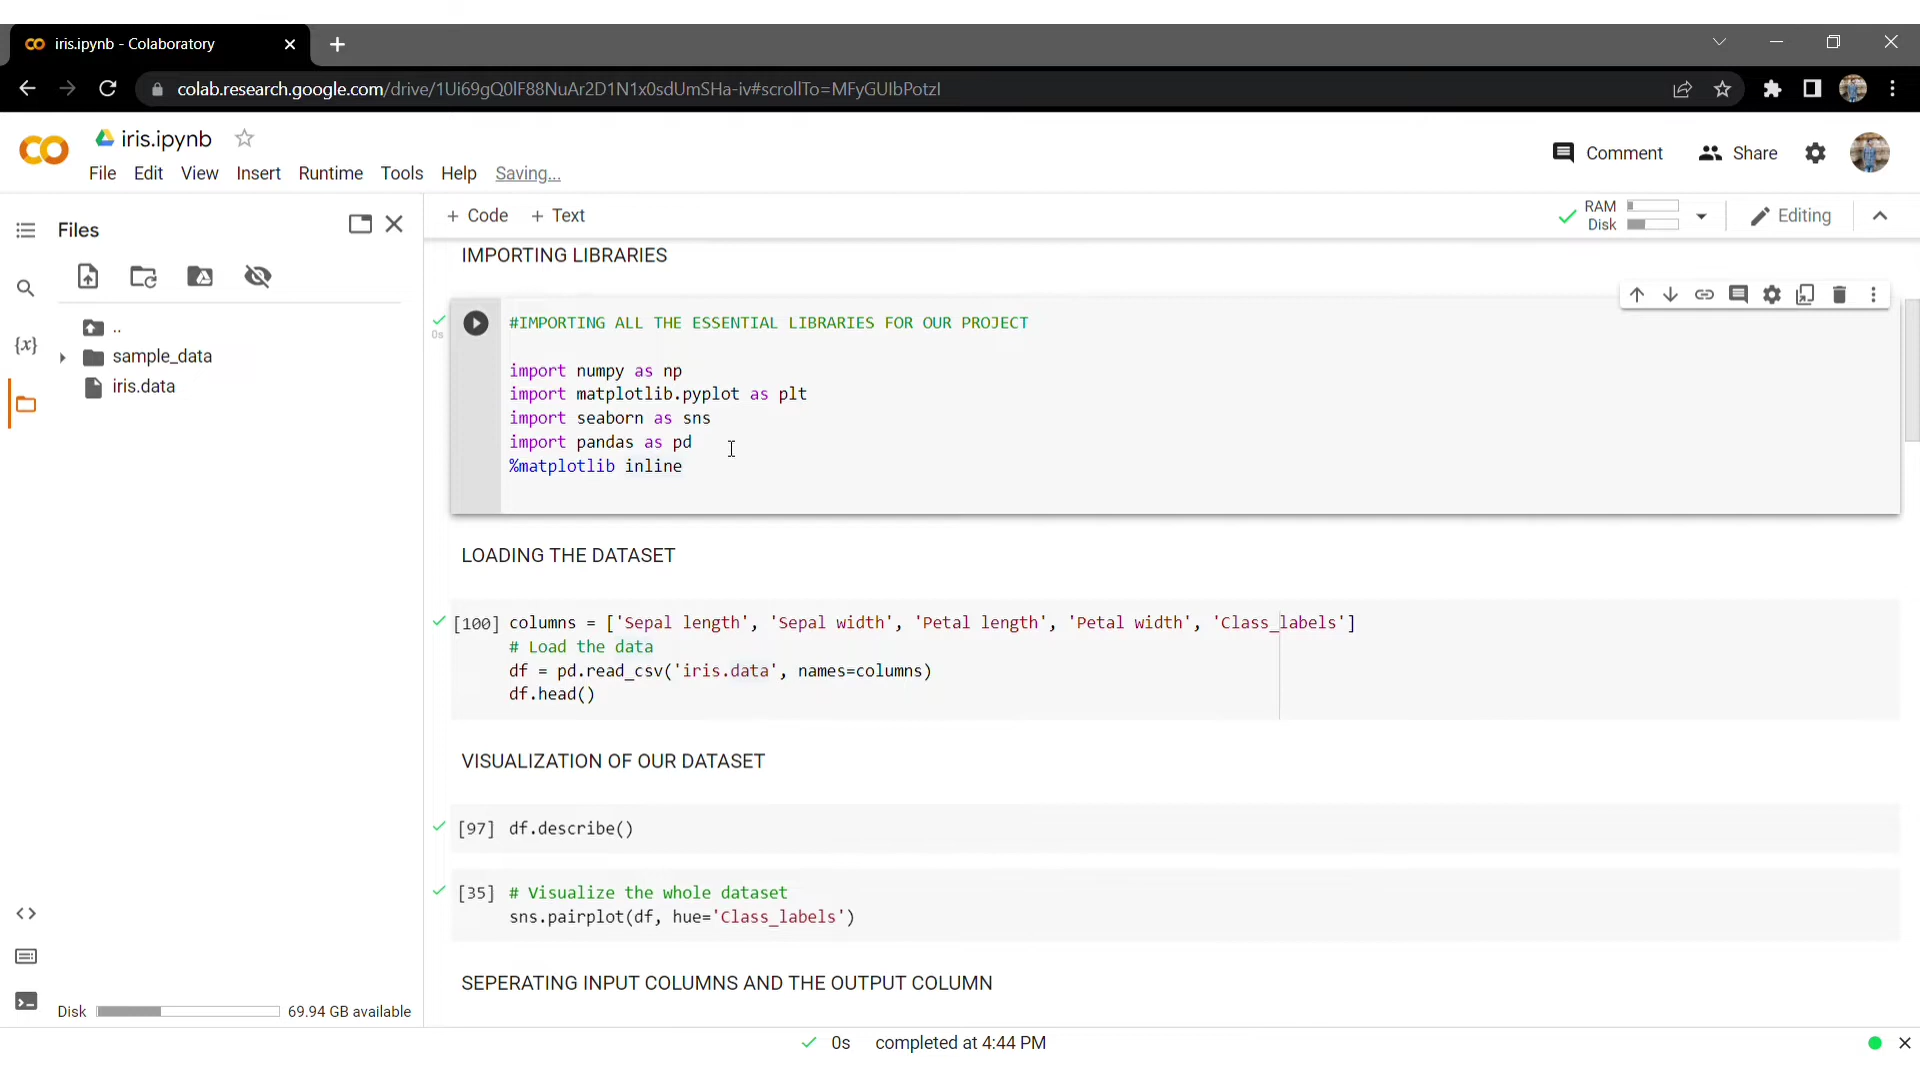 iris.ipynb - Colaboratory
colab.research.google.com/drive/1Ui69gQ0lF88NuAr2D1N1x0sdUmSHa-iv#scrollTo=MFyGUIbPotzI
iris.ipynb
File Edit View Insert Runtime Tools Help Saving...
Comment Share
Files
+ Code + Text
RAM
Disk
Editing
..
sample_data
iris.data
{x}
Disk 69.94 GB available
IMPORTING LIBRARIES
0s
#IMPORTING ALL THE ESSENTIAL LIBRARIES FOR OUR PROJECT
import numpy as np
import matplotlib.pyplot as plt
import seaborn as sns
import pandas as pd
%matplotlib inline
LOADING THE DATASET
[100] columns = ['Sepal length', 'Sepal width', 'Petal length', 'Petal width', 'Class_labels']
# Load the data
df = pd.read_csv('iris.data', names=columns)
df.head()
VISUALIZATION OF OUR DATASET
[97] df.describe()
[35] # Visualize the whole dataset
sns.pairplot(df, hue='Class_labels')
SEPERATING INPUT COLUMNS AND THE OUTPUT COLUMN
0s completed at 4:44 PM